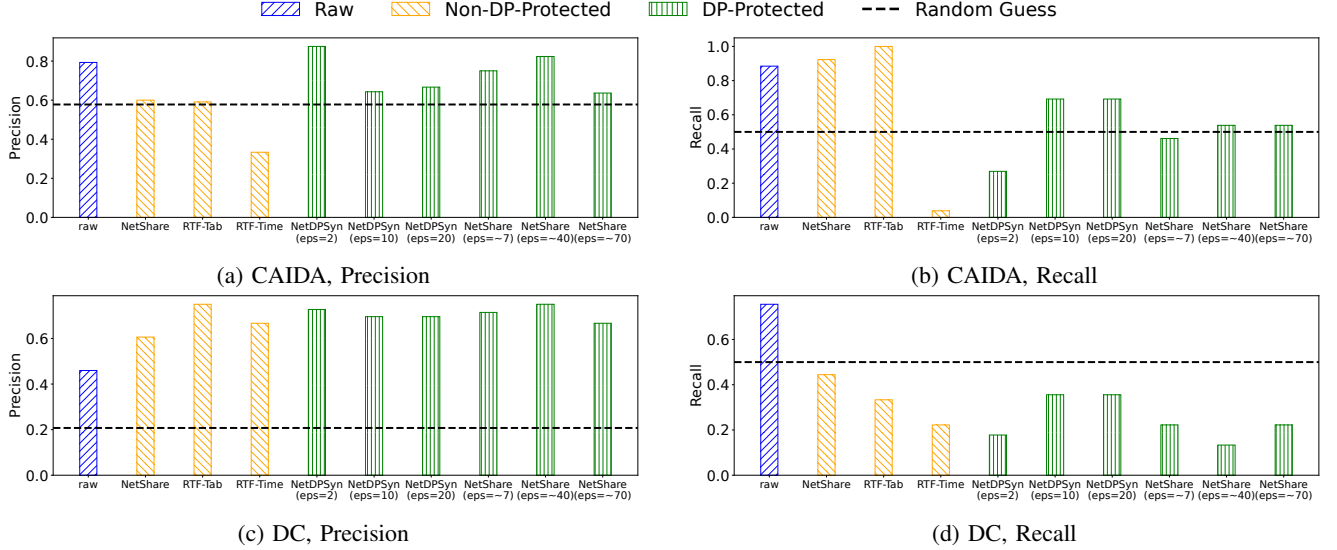 Raw Non-DP-Protected DP-Protected Random Guess
Precision
0.8
0.6
0.4
0.2
0.0
raw NetShare RTF-Tab RTF-Time NetDPSyn (eps=2) NetDPSyn (eps=10) NetDPSyn (eps=20) NetShare (eps=~7) NetShare (eps=~40) NetShare (eps=~70)
(a) CAIDA, Precision
Recall
1.0
0.8
0.6
0.4
0.2
0.0
raw NetShare RTF-Tab RTF-Time NetDPSyn (eps=2) NetDPSyn (eps=10) NetDPSyn (eps=20) NetShare (eps=~7) NetShare (eps=~40) NetShare (eps=~70)
(b) CAIDA, Recall
Precision
0.6
0.4
0.2
0.0
raw NetShare RTF-Tab RTF-Time NetDPSyn (eps=2) NetDPSyn (eps=10) NetDPSyn (eps=20) NetShare (eps=~7) NetShare (eps=~40) NetShare (eps=~70)
(c) DC, Precision
Recall
0.6
0.4
0.2
0.0
raw NetShare RTF-Tab RTF-Time NetDPSyn (eps=2) NetDPSyn (eps=10) NetDPSyn (eps=20) NetShare (eps=~7) NetShare (eps=~40) NetShare (eps=~70)
(d) DC, Recall